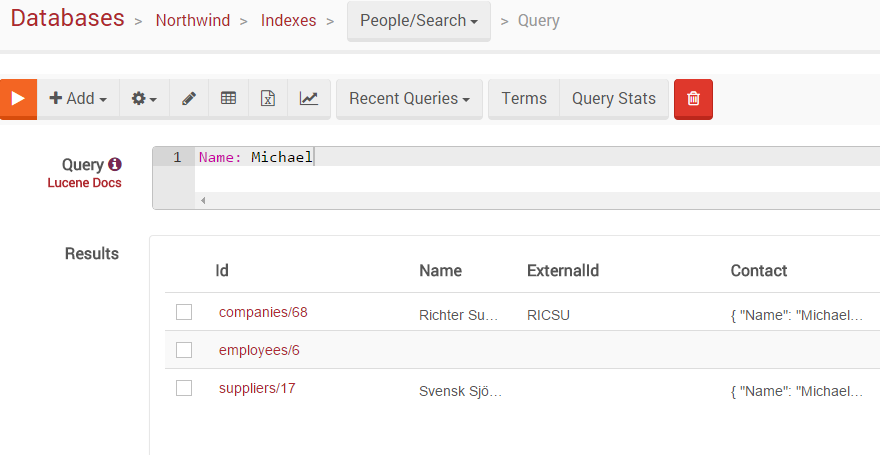 Databases > Northwind > Indexes > People/Search > Query
Add Recent Queries Terms Query Stats
Query 1 Name: Michael
Lucene Docs
Results
Id Name ExternalId Contact
companies/68 Richter Su... RICSU { "Name": "Michael...
employees/6
suppliers/17 Svensk Sjö... { "Name": "Michael...